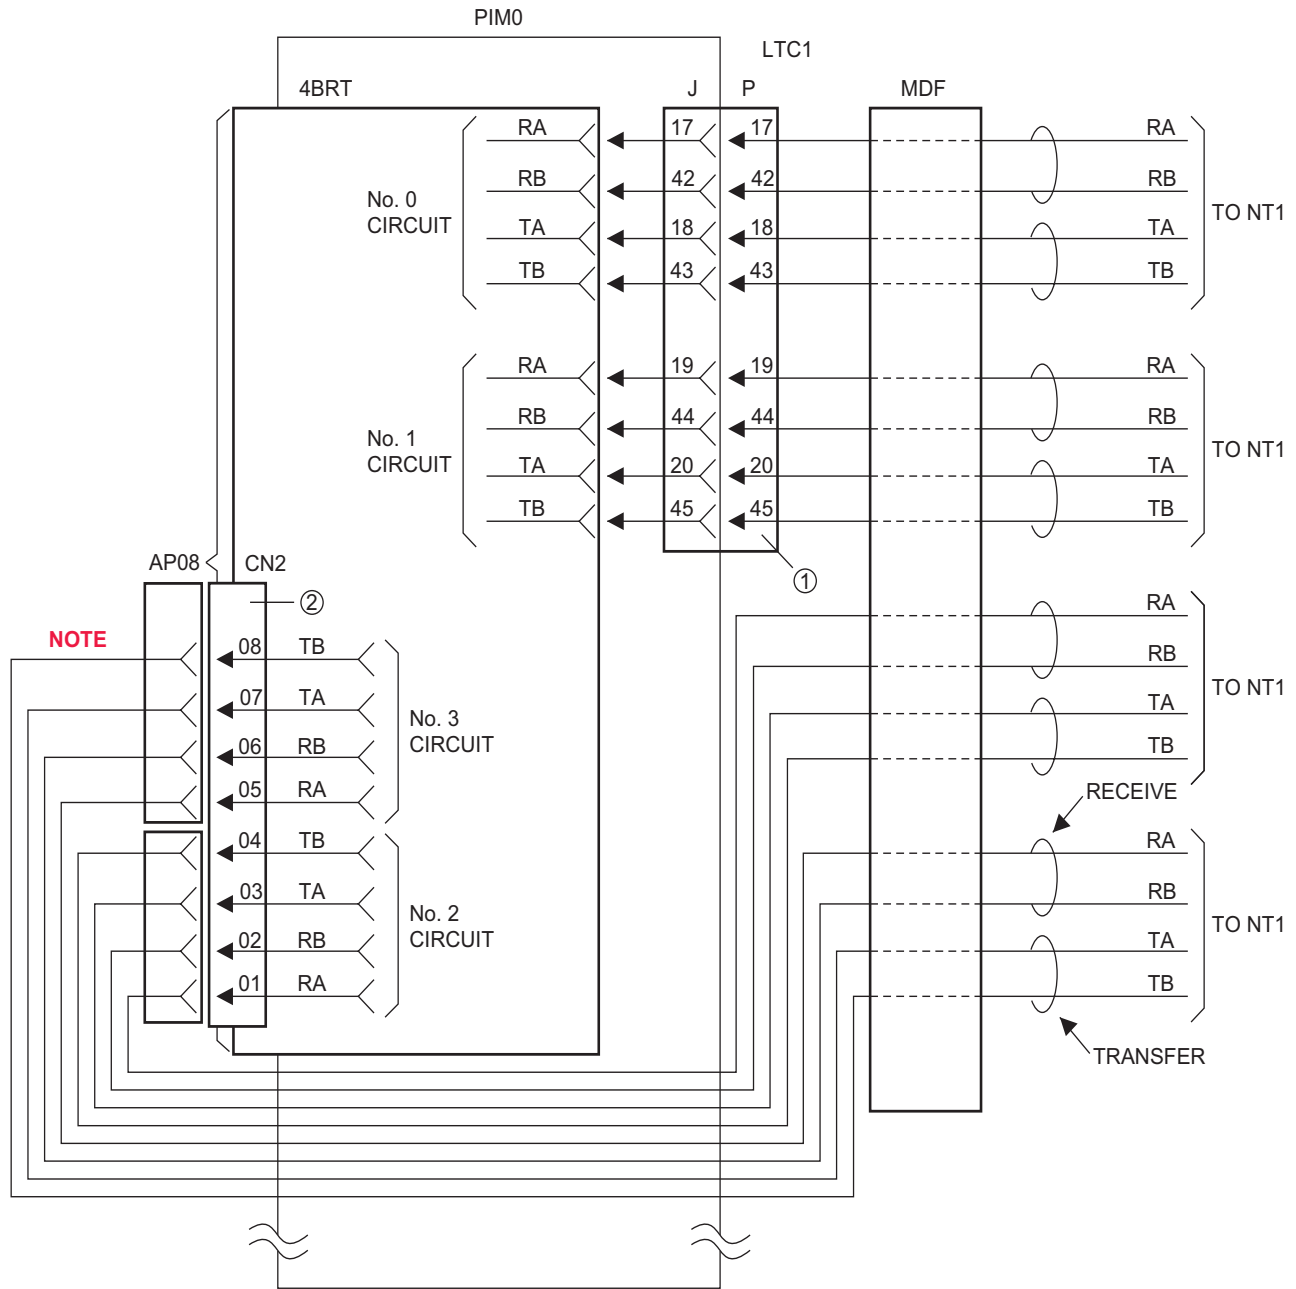 PIM0
LTC1
4BRT
J P
MDF
No. 0
CIRCUIT
RA 17 17 RA
RB 42 42 RB
TA 18 18 TA
TB 43 43 TB
TO NT1
No. 1
CIRCUIT
RA 19 19 RA
RB 44 44 RB
TA 20 20 TA
TB 45 45 TB
TO NT1
①
AP08 CN2
②
NOTE
08 TB
07 TA
06 RB
05 RA
No. 3
CIRCUIT
04 TB
03 TA
02 RB
01 RA
No. 2
CIRCUIT
RA
RB
TA
TB
TO NT1
RECEIVE
RA
RB
TA
TB
TO NT1
TRANSFER